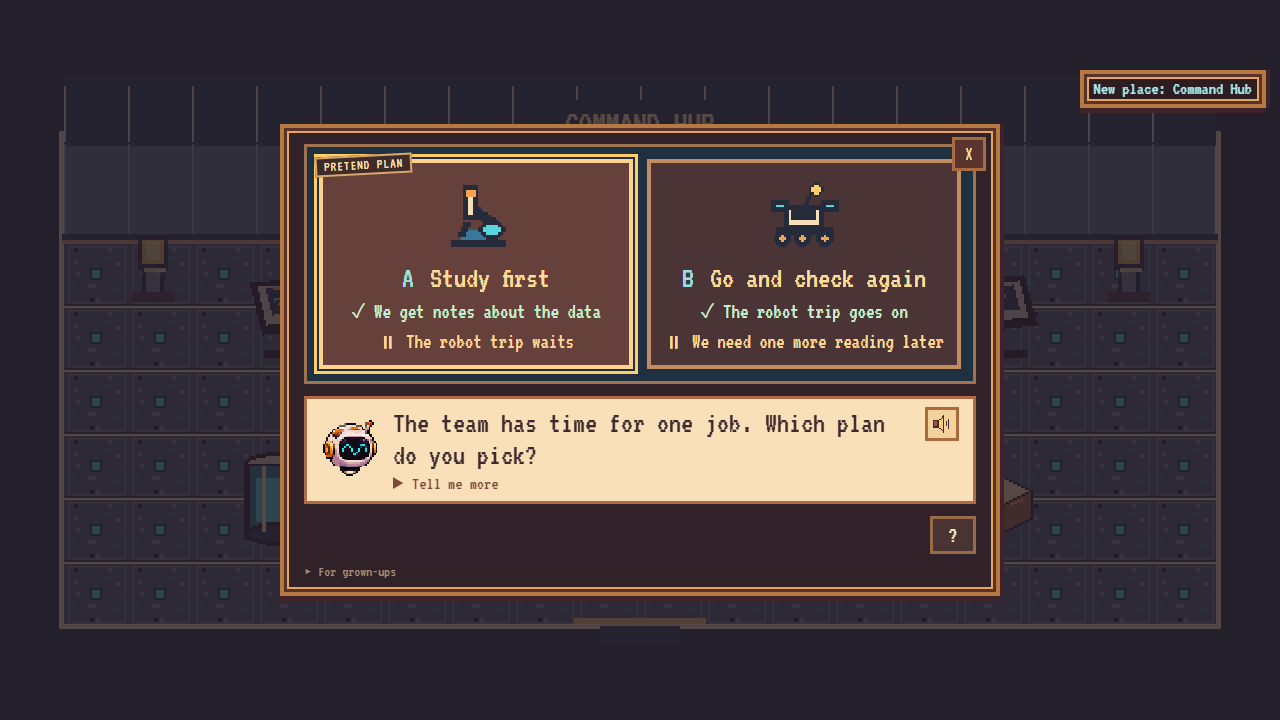 New place: Command Hub
COMMAND HUB
X
PRETEND PLAN
A Study first
✓ We get notes about the data
The robot trip waits
B Go and check again
✓ The robot trip goes on
We need one more reading later
The team has time for one job. Which plan
do you pick?
▶ Tell me more
?
▶ For grown-ups